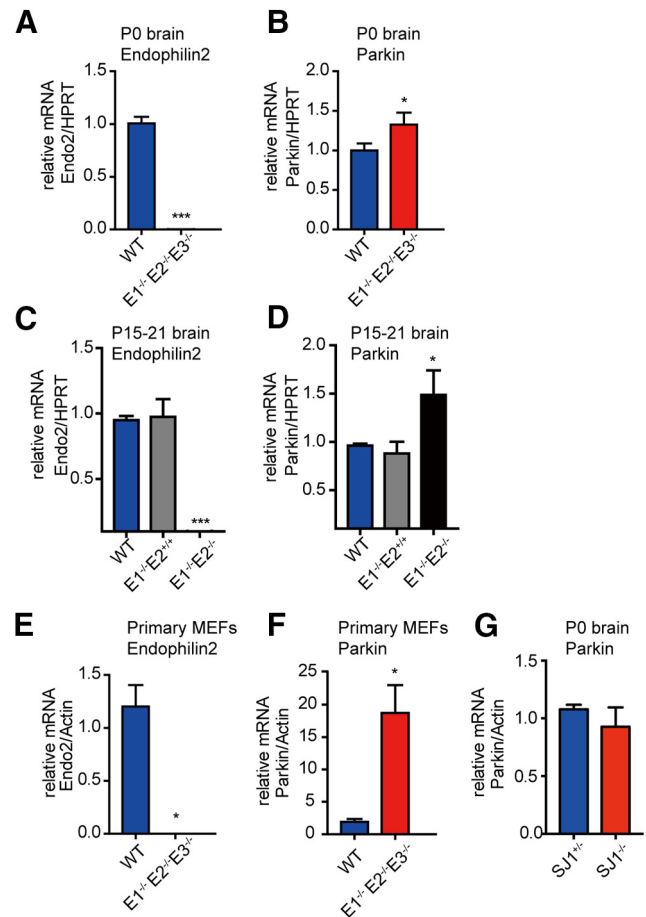 A
P0 brain
Endophilin2
relative mRNA
Endo2/HPRT
1.5
1.0
0.5
0.0
***
WT
E1-/- E2-/-E3-/-
B
P0 brain
Parkin
relative mRNA
Parkin/HPRT
2.0
1.5
1.0
0.5
0.0
*
WT
E1-/- E2-/-E3-/-
C
P15-21 brain
Endophilin2
relative mRNA
Endo2/HPRT
1.5
1.0
0.5
***
WT
E1-/-E2+/+
E1-/-E2-/-
D
P15-21 brain
Parkin
relative mRNA
Parkin/HPRT
2.0
1.5
1.0
0.5
*
WT
E1-/-E2+/+
E1-/-E2-/-
E
Primary MEFs
Endophilin2
relative mRNA
Endo2/Actin
1.5
1.0
0.5
0.0
*
WT
E1-/- E2-/-E3-/-
F
Primary MEFs
Parkin
relative mRNA
Parkin/Actin
25
20
15
10
5
0
*
WT
E1-/- E2-/-E3-/-
G
P0 brain
Parkin
relative mRNA
Parkin/Actin
1.5
1.0
0.5
0.0
SJ1+/-
SJ1-/-